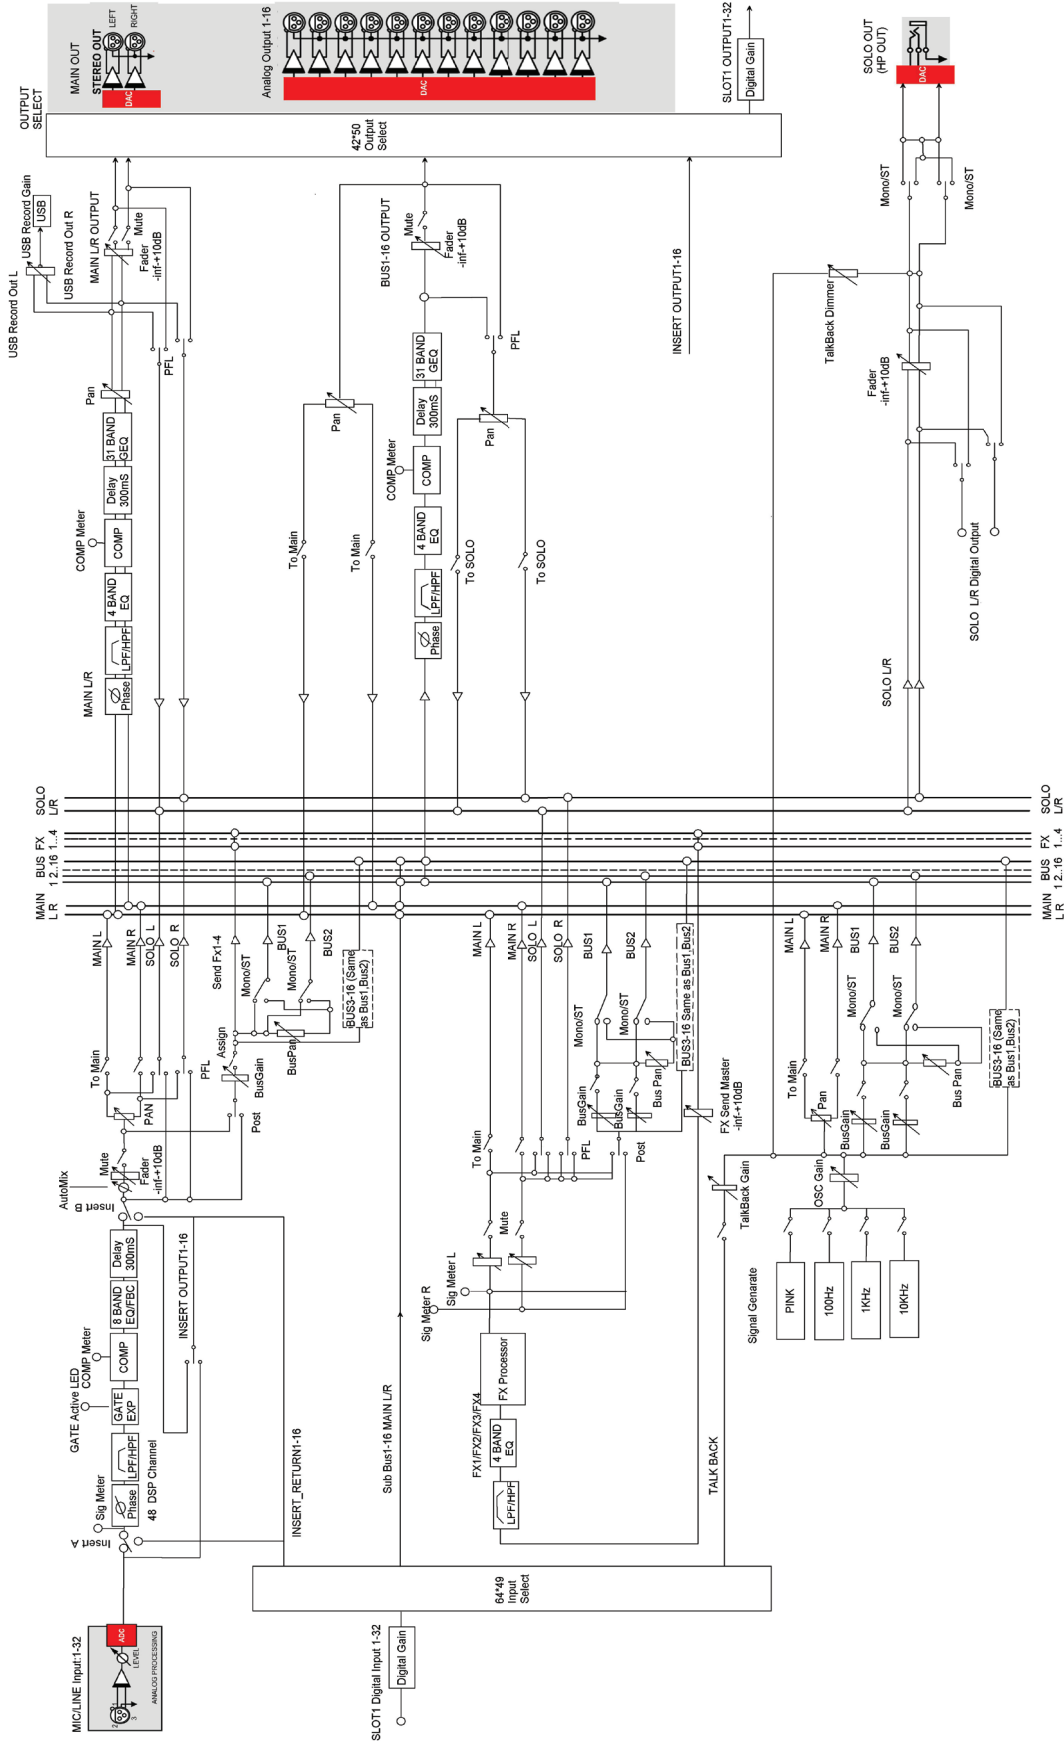 MIC/LINE Input:1-32
ADC
LEVEL
ANALOG PROCESSING
1
2
3
Insert A
Sig Meter
Phase
48 DSP Channel
LPF/HPF
GATE
EXP
GATE Active LED
COMP
COMP Meter
8 BAND
EQ/FBC
Delay
300mS
Insert B
INSERT OUTPUT1-16
INSERT_RETURN1-16
AutoMix
Fader
-inf-+10dB
Mute
PAN
To Main
MAIN L
MAIN R
SOLO L
SOLO R
Post
PFL
BusGain
Assign
Send Fx1-4
BusPan
Mono/ST
Mono/ST
BUS1
BUS2
BUS3-16 (Same
as Bus1,Bus2)
MAIN
L R
BUS
1 2...16
FX
1...4
SOLO
L/R
MAIN L/R
Phase
LPF/HPF
4 BAND
EQ
COMP
COMP Meter
Delay
300mS
31 BAND
GEQ
Pan
PFL
USB Record Out L
USB Record Out R
USB Record Gain
USB
MAIN L/R OUTPUT
Fader
-inf-+10dB
Mute
OUTPUT
SELECT
42*50
Output
Select
MAIN OUT
STEREO OUT
LEFT
RIGHT
DAC
Analog Output 1-16
DAC
SLOT1 OUTPUT1-32
Digital Gain
To Main
To Main
Pan
Phase
LPF/HPF
4 BAND
EQ
COMP
COMP Meter
Delay
300mS
31 BAND
GEQ
BUS1-16 OUTPUT
Fader
-inf-+10dB
Mute
PFL
Pan
To SOLO
To SOLO
INSERT OUTPUT1-16
SLOT1 Digital Input 1-32
Digital Gain
64*49
Input
Select
Sub Bus1-16 MAIN L/R
FX1/FX2/FX3/FX4
LPF/HPF
4 BAND
EQ
FX Processor
Sig Meter R
Sig Meter L
Mute
To Main
MAIN L
MAIN R
SOLO L
SOLO R
PFL
Post
BusGain
BusGain
Bus Pan
Mono/ST
Mono/ST
BUS1
BUS2
BUS3-16 Same as Bus1,Bus2
FX Send Master
-inf-+10dB
TALK BACK
TalkBack Gain
Signal Genarate
PINK
100Hz
1KHz
10KHz
OSC Gain
Pan
To Main
MAIN L
MAIN R
BusGain
BusGain
Bus Pan
Mono/ST
Mono/ST
BUS1
BUS2
BUS3-16 (Same
as Bus1,Bus2)
MAIN
L R
BUS
1 2...16
FX
1...4
SOLO
L/R
SOLO L/R
SOLO L/R Digital Output
Fader
-inf-+10dB
TalkBack Dimmer
Mono/ST
Mono/ST
SOLO OUT
(HP OUT)
DAC